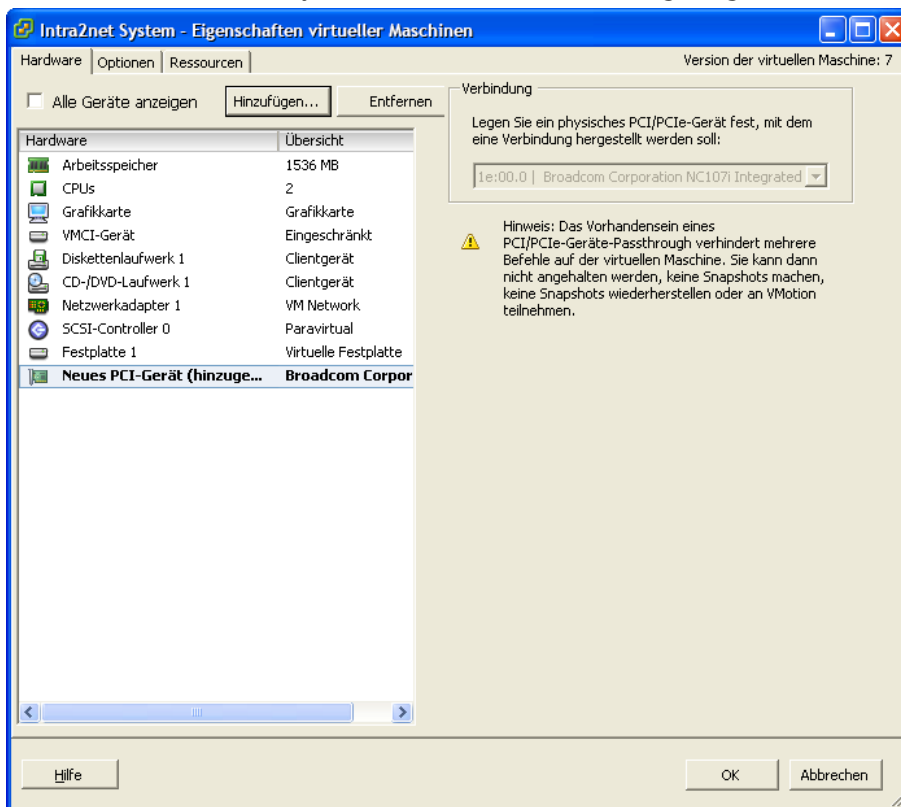 Intra2net System - Eigenschaften virtueller Maschinen
Hardware Optionen Ressourcen
Version der virtuellen Maschine: 7
Alle Geräte anzeigen
Hinzufügen...
Entfernen
Hardware Übersicht
Arbeitsspeicher 1536 MB
CPUs 2
Grafikkarte Grafikkarte
VMCI-Gerät Eingeschränkt
Diskettenlaufwerk 1 Clientgerät
CD-/DVD-Laufwerk 1 Clientgerät
Netzwerkadapter 1 VM Network
SCSI-Controller 0 Paravirtual
Festplatte 1 Virtuelle Festplatte
Neues PCI-Gerät (hinzuge... Broadcom Corpor
Verbindung
Legen Sie ein physisches PCI/PCIe-Gerät fest, mit dem
eine Verbindung hergestellt werden soll:
1e:00.0 | Broadcom Corporation NC107i Integrated
Hinweis: Das Vorhandensein eines
PCI/PCIe-Geräte-Passthrough verhindert mehrere
Befehle auf der virtuellen Maschine. Sie kann dann
nicht angehalten werden, keine Snapshots machen,
keine Snapshots wiederherstellen oder an VMotion
teilnehmen.
Hilfe
OK
Abbrechen